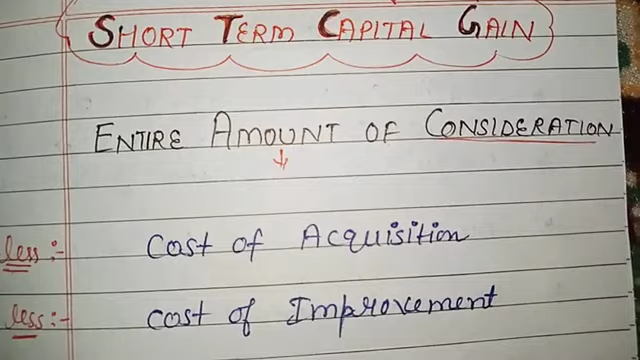 SHORT TERM CAPITAL GAIN
ENTIRE AMOUNT OF CONSIDERATION
less:- Cost of Acquisition
less:- Cost of Improvement